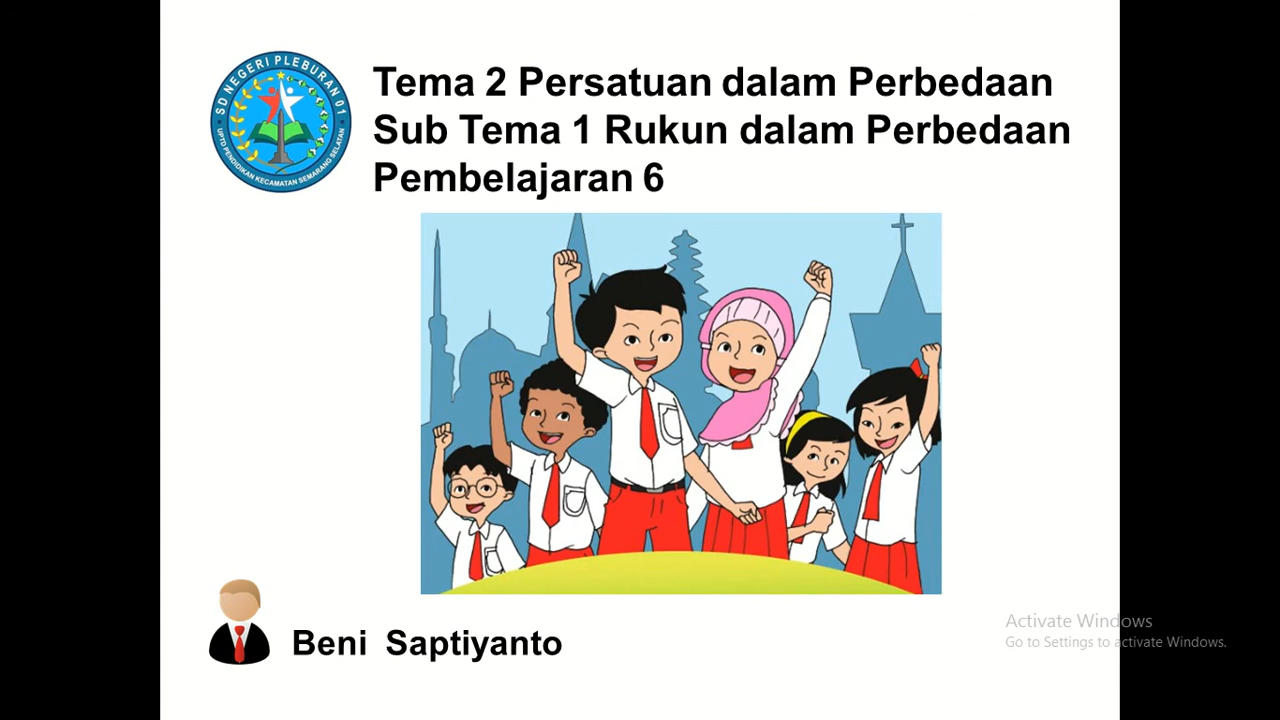 SD NEGERI PLEBURAN 01
UPTD PENDIDIKAN KECAMATAN SEMARANG SELATAN
Tema 2 Persatuan dalam Perbedaan
Sub Tema 1 Rukun dalam Perbedaan
Pembelajaran 6
Beni Saptiyanto
Activate Windows
Go to Settings to activate Windows.